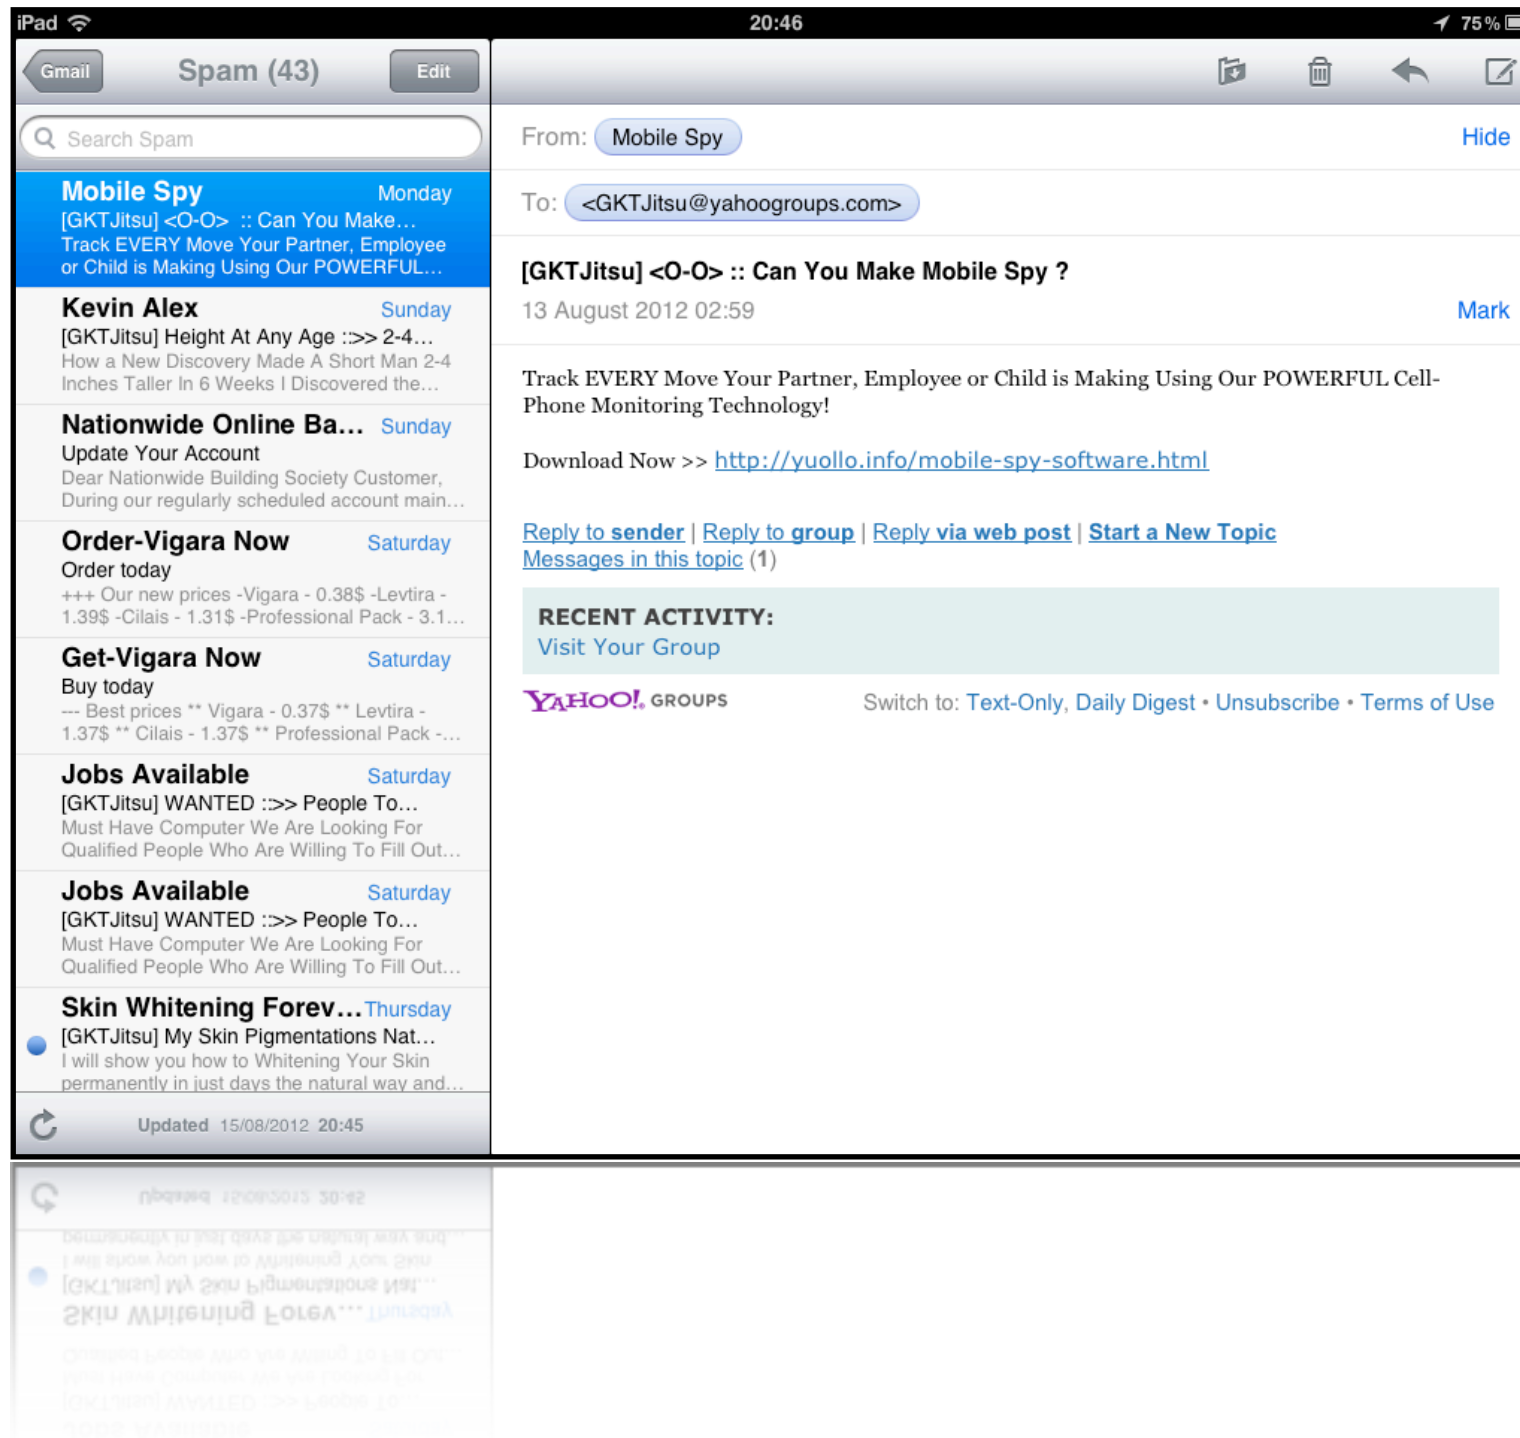 iPad
20:46
75%
Gmail
Spam (43)
Edit
Search Spam
Mobile Spy Monday
[GKTJitsu] <O-O> :: Can You Make...
Track EVERY Move Your Partner, Employee
or Child is Making Using Our POWERFUL...
Kevin Alex Sunday
[GKTJitsu] Height At Any Age ::>> 2-4...
How a New Discovery Made A Short Man 2-4
Inches Taller In 6 Weeks I Discovered the...
Nationwide Online Ba... Sunday
Update Your Account
Dear Nationwide Building Society Customer,
During our regularly scheduled account main...
Order-Vigara Now Saturday
Order today
+++ Our new prices -Vigara - 0.38$ -Levtira -
1.39$ -Cilais - 1.31$ -Professional Pack - 3.1...
Get-Vigara Now Saturday
Buy today
--- Best prices ** Vigara - 0.37$ ** Levtira -
1.37$ ** Cilais - 1.37$ ** Professional Pack -...
Jobs Available Saturday
[GKTJitsu] WANTED ::>> People To...
Must Have Computer We Are Looking For
Qualified People Who Are Willing To Fill Out...
Jobs Available Saturday
[GKTJitsu] WANTED ::>> People To...
Must Have Computer We Are Looking For
Qualified People Who Are Willing To Fill Out...
Skin Whitening Forev... Thursday
[GKTJitsu] My Skin Pigmentations Nat...
I will show you how to Whitening Your Skin
permanently in just days the natural way and...
Updated 15/08/2012 20:45
From: Mobile Spy Hide
To: <GKTJitsu@yahoogroups.com>
[GKTJitsu] <O-O> :: Can You Make Mobile Spy ?
13 August 2012 02:59 Mark
Track EVERY Move Your Partner, Employee or Child is Making Using Our POWERFUL Cell-
Phone Monitoring Technology!
Download Now >> http://yuollo.info/mobile-spy-software.html
Reply to sender | Reply to group | Reply via web post | Start a New Topic
Messages in this topic (1)
RECENT ACTIVITY:
Visit Your Group
YAHOO! GROUPS
Switch to: Text-Only, Daily Digest • Unsubscribe • Terms of Use